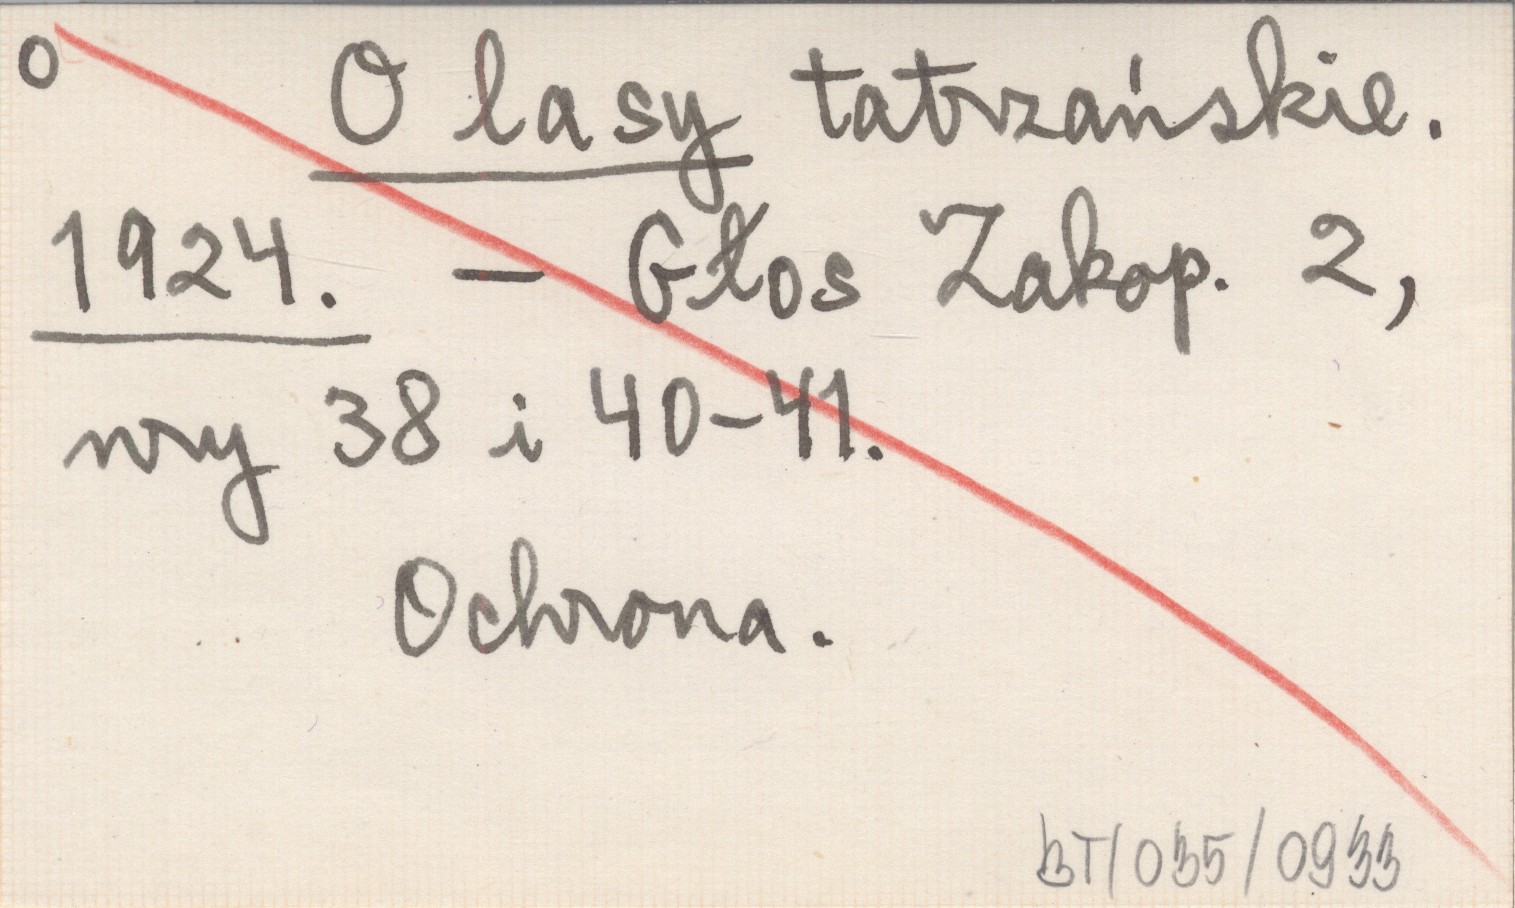 O
O lasy tatrzańskie.
1924. – Głos Zakop. 2,
nry 38 i 40–41.
Ochrona.
BT/035/0933